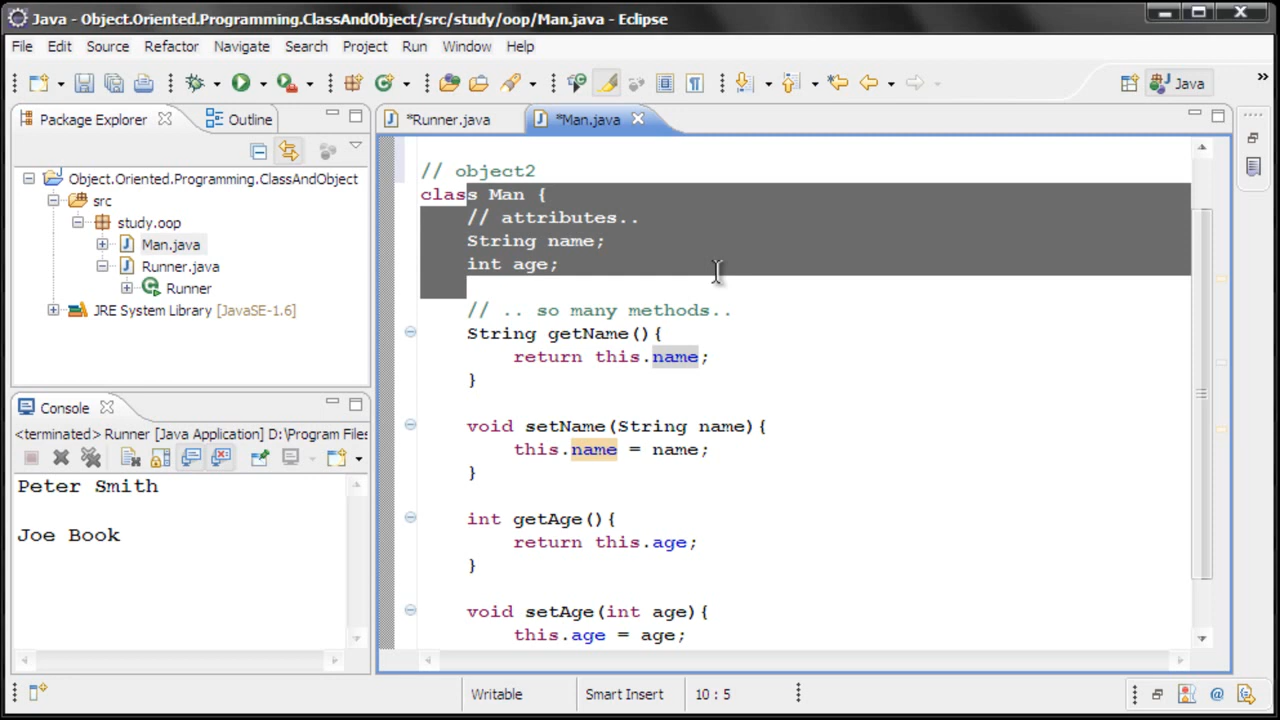 Java - Object.Oriented.Programming.ClassAndObject/src/study/oop/Man.java - Eclipse
File Edit Source Refactor Navigate Search Project Run Window Help
Java
Package Explorer Outline
Object.Oriented.Programming.ClassAndObject
src
study.oop
Man.java
Runner.java
Runner
JRE System Library [JavaSE-1.6]
Console
<terminated> Runner [Java Application] D:\Program Files
Peter Smith
Joe Book
*Runner.java *Man.java
// object2
class Man {
// attributes..
String name;
int age;
// .. so many methods..
String getName(){
return this.name;
}
void setName(String name){
this.name = name;
}
int getAge(){
return this.age;
}
void setAge(int age){
this.age = age;
Writable Smart Insert 10 : 5